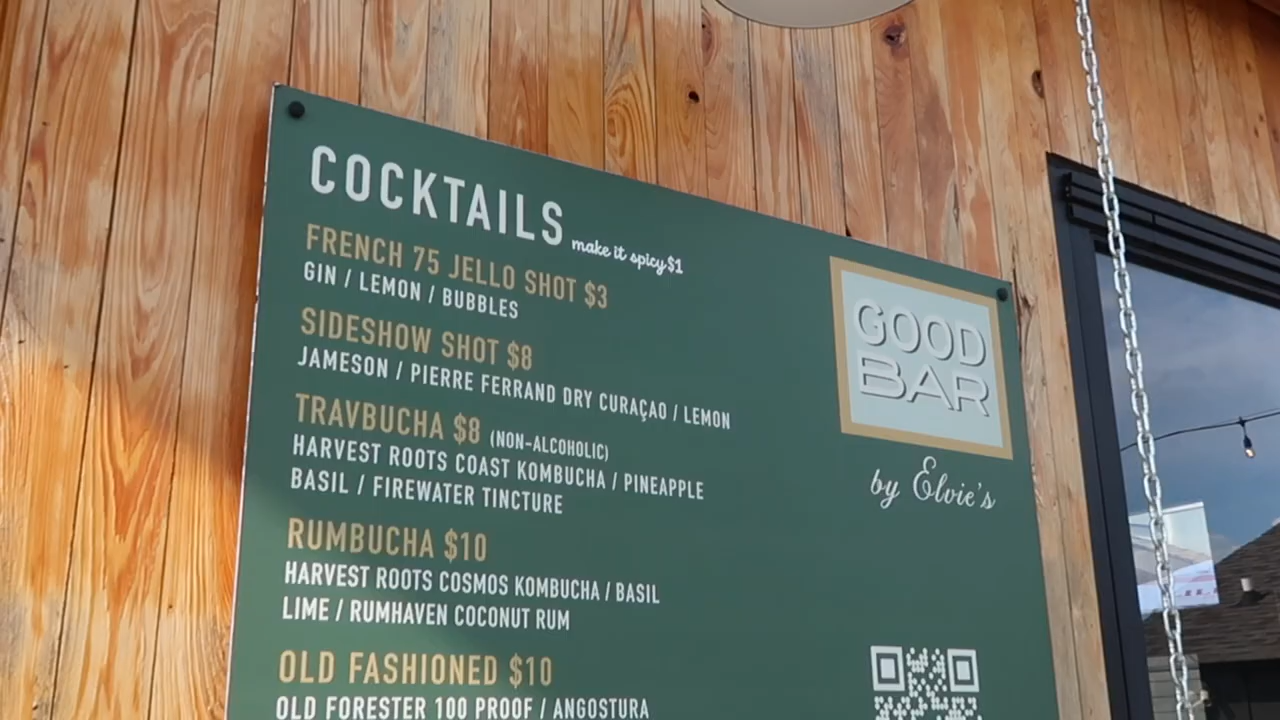 COCKTAILS make it spicy $1
FRENCH 75 JELLO SHOT $3
GIN / LEMON / BUBBLES
SIDESHOW SHOT $8
JAMESON / PIERRE FERRAND DRY CURAÇAO / LEMON
TRAVBUCHA $8 (NON-ALCOHOLIC)
HARVEST ROOTS COAST KOMBUCHA / PINEAPPLE
BASIL / FIREWATER TINCTURE
RUMBUCHA $10
HARVEST ROOTS COSMOS KOMBUCHA / BASIL
LIME / RUMHAVEN COCONUT RUM
OLD FASHIONED $10
OLD FORESTER 100 PROOF / ANGOSTURA
GOOD
BAR
by Elvie's